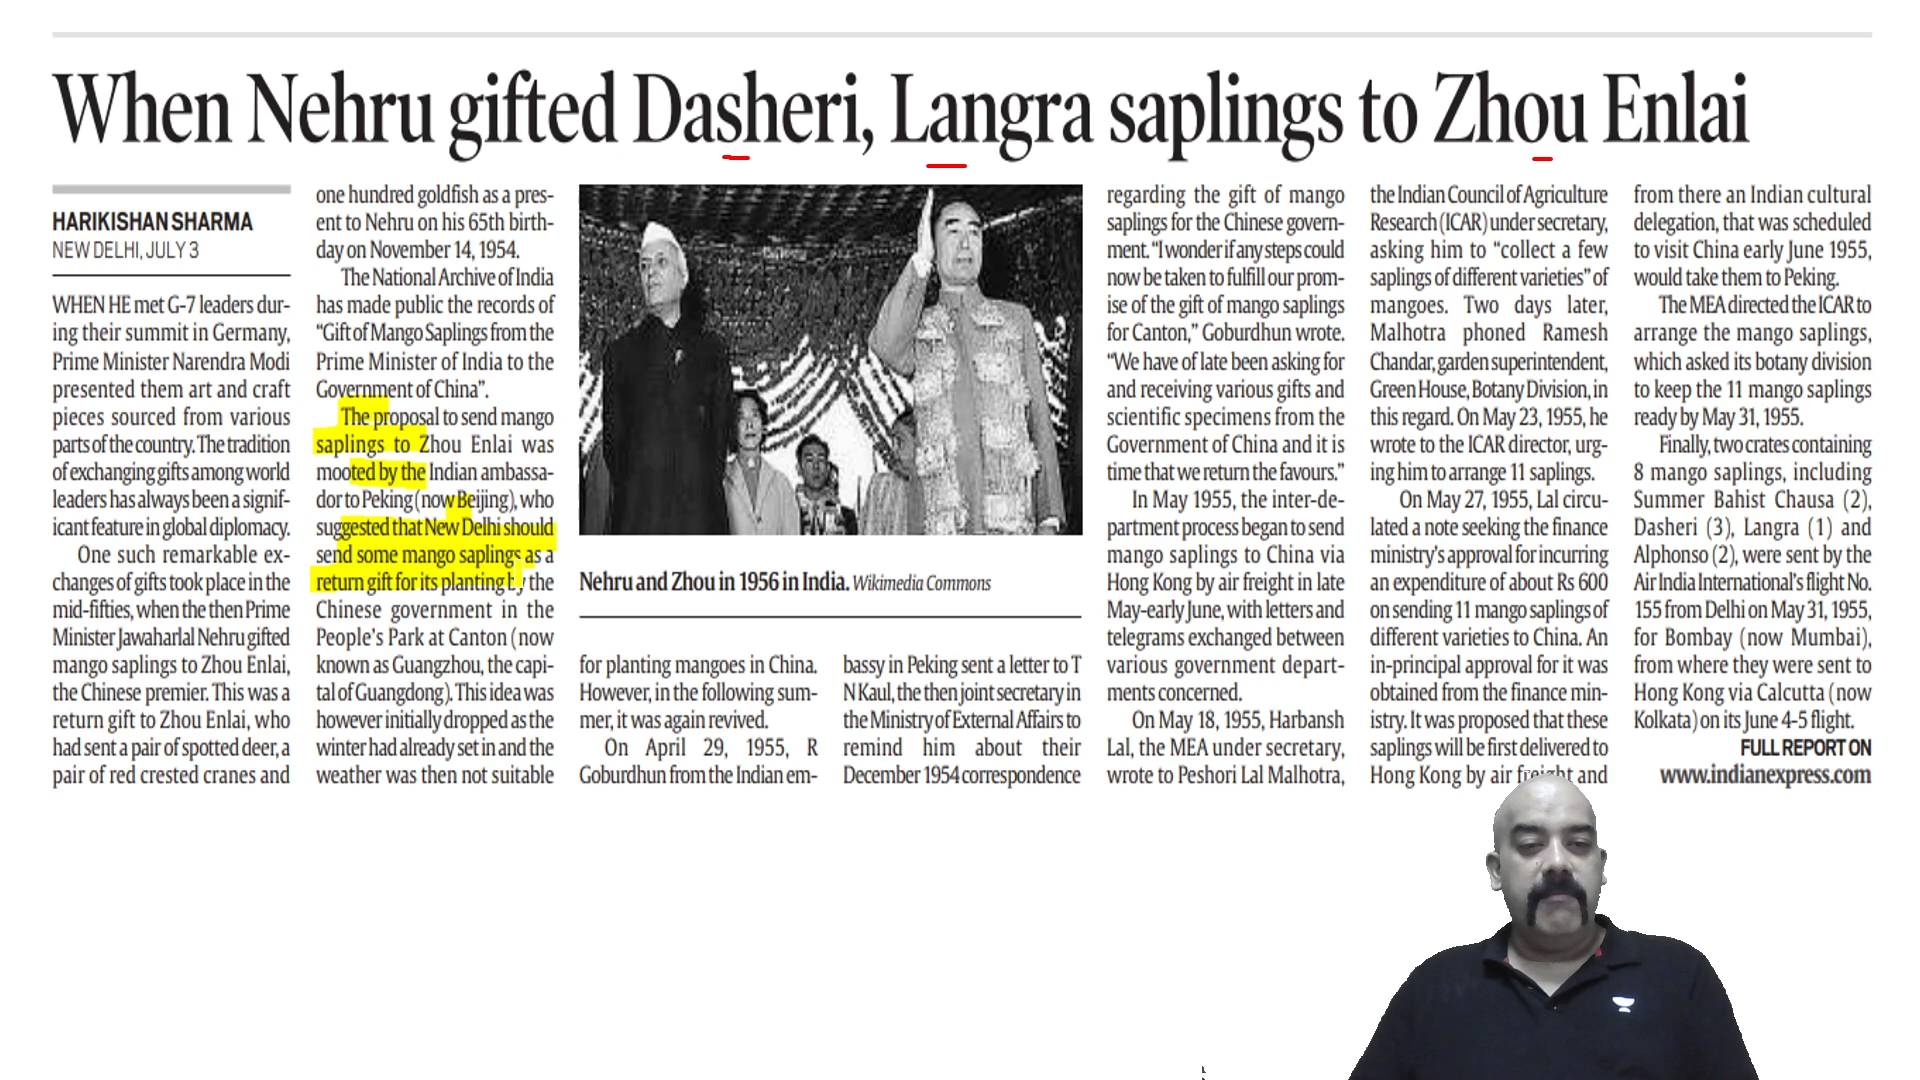 When Nehru gifted Dasheri, Langra saplings to Zhou Enlai
HARIKISHAN SHARMA
NEW DELHI, JULY 3
WHEN HE met G-7 leaders dur-
ing their summit in Germany,
Prime Minister Narendra Modi
presented them art and craft
pieces sourced from various
parts of the country. The tradition
of exchanging gifts among world
leaders has always been a signif-
icant feature in global diplomacy.
One such remarkable ex-
changes of gifts took place in the
mid-fifties, when the then Prime
Minister Jawaharlal Nehru gifted
mango saplings to Zhou Enlai,
the Chinese premier. This was a
return gift to Zhou Enlai, who
had sent a pair of spotted deer, a
pair of red crested cranes and
one hundred goldfish as a pres-
ent to Nehru on his 65th birth-
day on November 14, 1954.
The National Archive of India
has made public the records of
“Gift of Mango Saplings from the
Prime Minister of India to the
Government of China”.
The proposal to send mango
saplings to Zhou Enlai was
mooted by the Indian ambassa-
dor to Peking (now Beijing), who
suggested that New Delhi should
send some mango saplings as a
return gift for its planting by the
Chinese government in the
People’s Park at Canton (now
known as Guangzhou, the capi-
tal of Guangdong). This idea was
however initially dropped as the
winter had already set in and the
weather was then not suitable
Nehru and Zhou in 1956 in India. Wikimedia Commons
for planting mangoes in China.
However, in the following sum-
mer, it was again revived.
On April 29, 1955, R
Goburdhun from the Indian em-
bassy in Peking sent a letter to T
N Kaul, the then joint secretary in
the Ministry of External Affairs to
remind him about their
December 1954 correspondence
regarding the gift of mango
saplings for the Chinese govern-
ment. “I wonder if any steps could
now be taken to fulfill our prom-
ise of the gift of mango saplings
for Canton,” Goburdhun wrote.
“We have of late been asking for
and receiving various gifts and
scientific specimens from the
Government of China and it is
time that we return the favours.”
In May 1955, the inter-de-
partment process began to send
mango saplings to China via
Hong Kong by air freight in late
May-early June, with letters and
telegrams exchanged between
various government depart-
ments concerned.
On May 18, 1955, Harbansh
Lal, the MEA under secretary,
wrote to Peshori Lal Malhotra,
the Indian Council of Agriculture
Research (ICAR) under secretary,
asking him to “collect a few
saplings of different varieties” of
mangoes. Two days later,
Malhotra phoned Ramesh
Chandar, garden superintendent,
Green House, Botany Division, in
this regard. On May 23, 1955, he
wrote to the ICAR director, urg-
ing him to arrange 11 saplings.
On May 27, 1955, Lal circu-
lated a note seeking the finance
ministry’s approval for incurring
an expenditure of about Rs 600
on sending 11 mango saplings of
different varieties to China. An
in-principal approval for it was
obtained from the finance min-
istry. It was proposed that these
saplings will be first delivered to
Hong Kong by air freight and
from there an Indian cultural
delegation, that was scheduled
to visit China early June 1955,
would take them to Peking.
The MEA directed the ICAR to
arrange the mango saplings,
which asked its botany division
to keep the 11 mango saplings
ready by May 31, 1955.
Finally, two crates containing
8 mango saplings, including
Summer Bahist Chausa (2),
Dasheri (3), Langra (1) and
Alphonso (2), were sent by the
Air India International’s flight No.
155 from Delhi on May 31, 1955,
for Bombay (now Mumbai),
from where they were sent to
Hong Kong via Calcutta (now
Kolkata) on its June 4-5 flight.
FULL REPORT ON
www.indianexpress.com